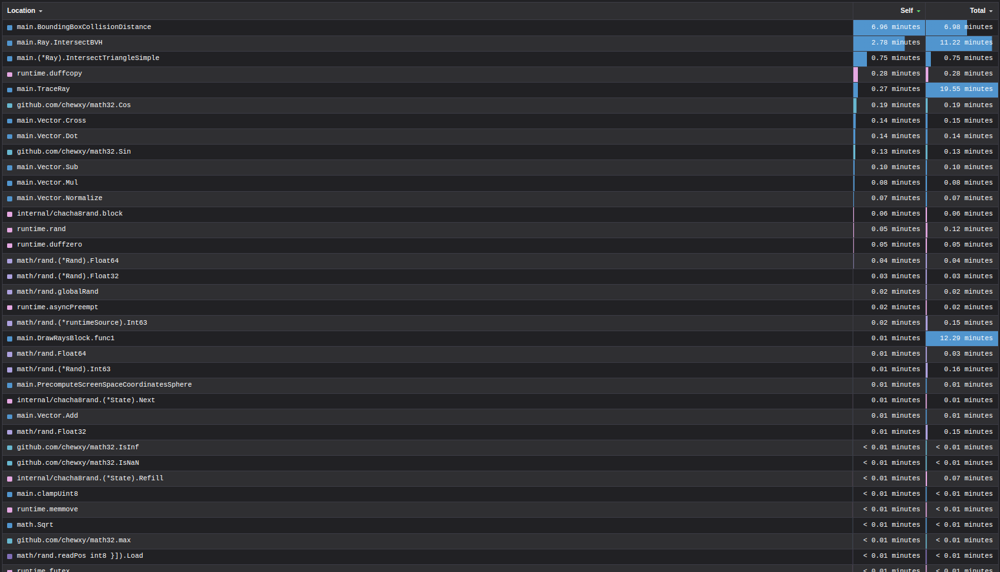 Location Self Total
main.BoundingBoxCollisionDistance 6.96 minutes 6.98 minutes
main.Ray.IntersectBVH 2.78 minutes 11.22 minutes
main.(*Ray).IntersectTriangleSimple 0.75 minutes 0.75 minutes
runtime.duffcopy 0.28 minutes 0.28 minutes
main.TraceRay 0.27 minutes 19.55 minutes
github.com/chewxy/math32.Cos 0.19 minutes 0.19 minutes
main.Vector.Cross 0.14 minutes 0.15 minutes
main.Vector.Dot 0.14 minutes 0.14 minutes
github.com/chewxy/math32.Sin 0.13 minutes 0.13 minutes
main.Vector.Sub 0.10 minutes 0.10 minutes
main.Vector.Mul 0.08 minutes 0.08 minutes
main.Vector.Normalize 0.07 minutes 0.07 minutes
internal/chacha8rand.block 0.06 minutes 0.06 minutes
runtime.rand 0.05 minutes 0.12 minutes
runtime.duffzero 0.05 minutes 0.05 minutes
math/rand.(*Rand).Float64 0.04 minutes 0.04 minutes
math/rand.(*Rand).Float32 0.03 minutes 0.03 minutes
math/rand.globalRand 0.02 minutes 0.02 minutes
runtime.asyncPreempt 0.02 minutes 0.02 minutes
math/rand.(*runtimeSource).Int63 0.02 minutes 0.15 minutes
main.DrawRaysBlock.func1 0.01 minutes 12.29 minutes
math/rand.Float64 0.01 minutes 0.03 minutes
math/rand.(*Rand).Int63 0.01 minutes 0.16 minutes
main.PrecomputeScreenSpaceCoordinatesSphere 0.01 minutes 0.01 minutes
internal/chacha8rand.(*State).Next 0.01 minutes 0.01 minutes
main.Vector.Add 0.01 minutes 0.01 minutes
math/rand.Float32 0.01 minutes 0.15 minutes
github.com/chewxy/math32.IsInf < 0.01 minutes < 0.01 minutes
github.com/chewxy/math32.IsNaN < 0.01 minutes < 0.01 minutes
internal/chacha8rand.(*State).Refill < 0.01 minutes 0.07 minutes
main.clampUint8 < 0.01 minutes < 0.01 minutes
runtime.memmove < 0.01 minutes < 0.01 minutes
math.Sqrt < 0.01 minutes < 0.01 minutes
github.com/chewxy/math32.max < 0.01 minutes < 0.01 minutes
math/rand.readPos int8 }]).Load < 0.01 minutes < 0.01 minutes
runtime.futex < 0.01 minutes < 0.01 minutes